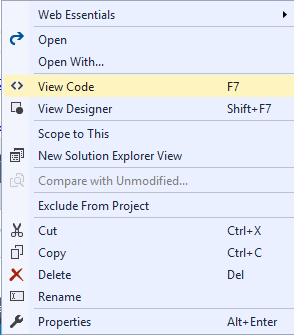 Web Essentials
Open
Open With...
View Code F7
View Designer Shift+F7
Scope to This
New Solution Explorer View
Compare with Unmodified...
Exclude From Project
Cut Ctrl+X
Copy Ctrl+C
Delete Del
Rename
Properties Alt+Enter